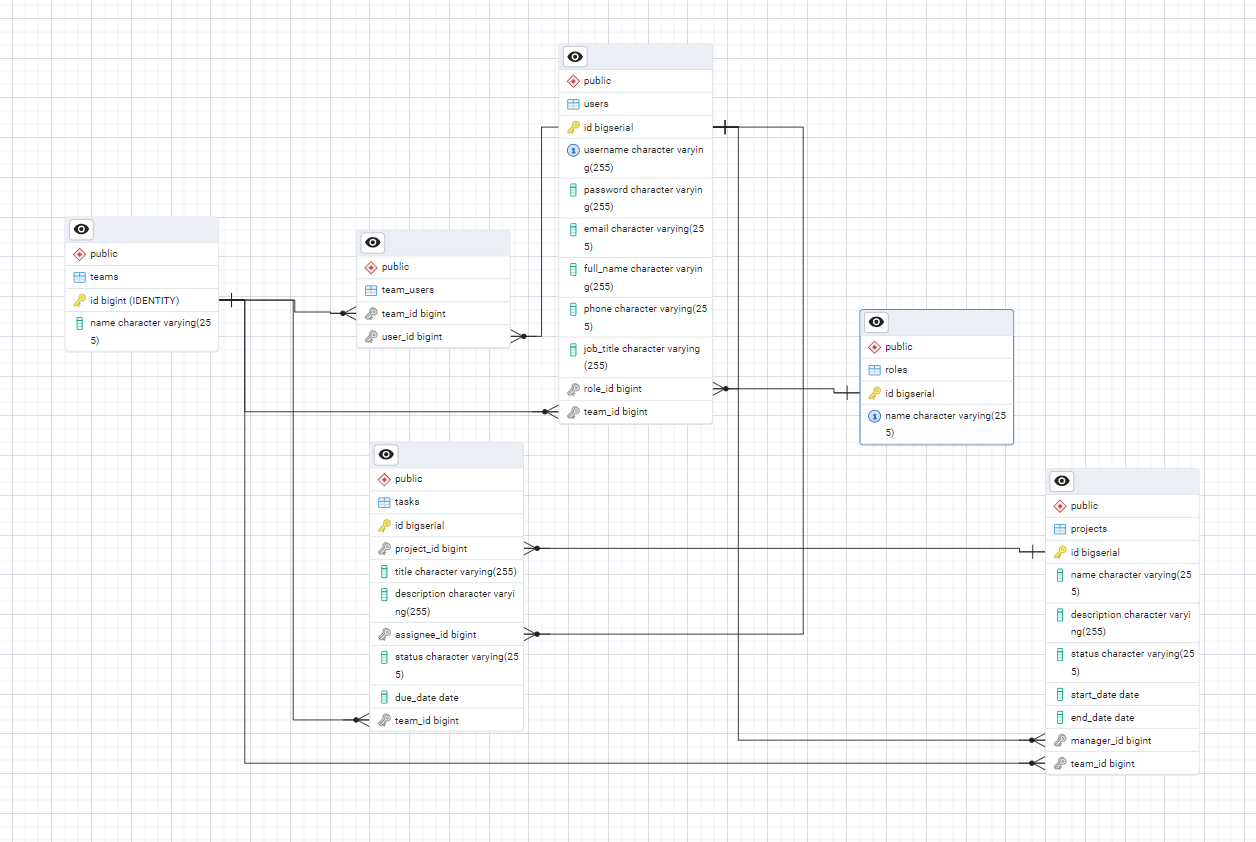 public
users
id bigserial
username character varyin
g(255)
password character varyin
g(255)
email character varying(25
5)
full_name character varyin
g(255)
phone character varying(25
5)
job_title character varying
(255)
role_id bigint
team_id bigint
public
teams
id bigint (IDENTITY)
name character varying(25
5)
public
team_users
team_id bigint
user_id bigint
public
roles
id bigserial
name character varying(25
5)
public
tasks
id bigserial
project_id bigint
title character varying(255)
description character varyi
ng(255)
assignee_id bigint
status character varying(25
5)
due_date date
team_id bigint
public
projects
id bigserial
name character varying(25
5)
description character varyi
ng(255)
status character varying(25
5)
start_date date
end_date date
manager_id bigint
team_id bigint